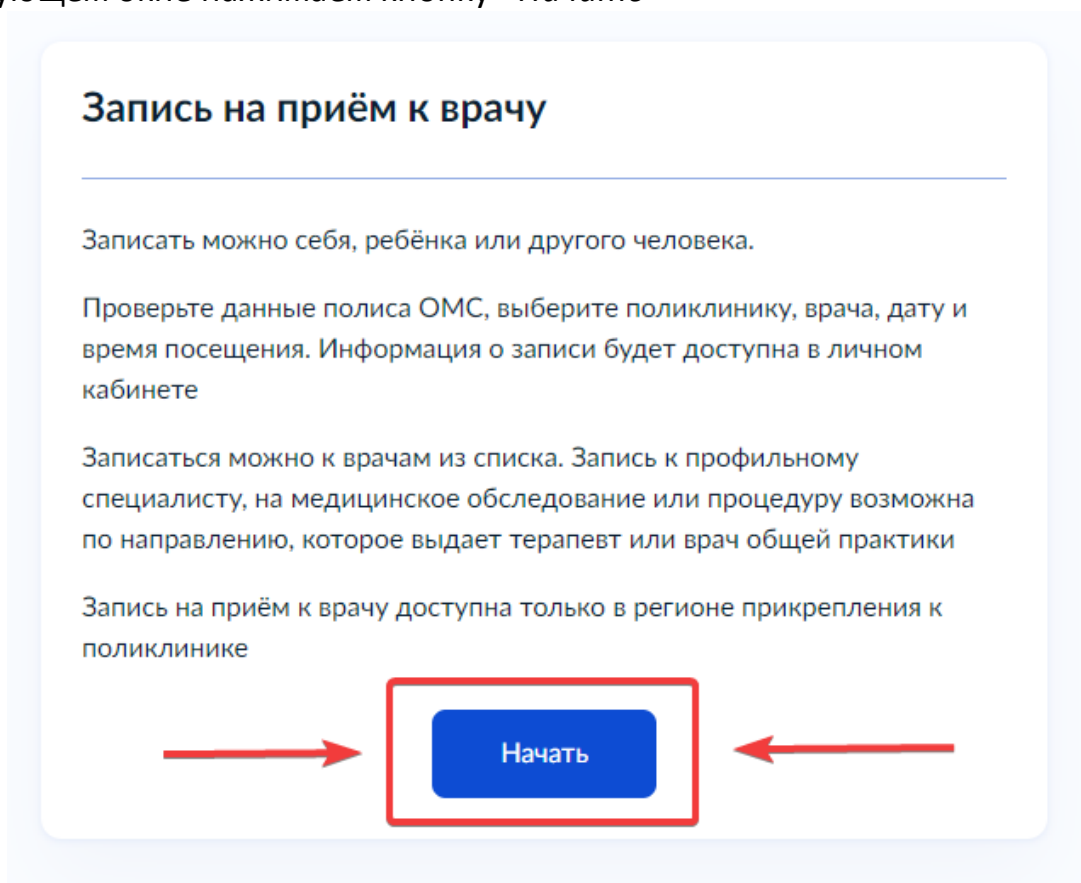 Запись на приём к врачу
Записать можно себя, ребёнка или другого человека.
Проверьте данные полиса ОМС, выберите поликлинику, врача, дату и
время посещения. Информация о записи будет доступна в личном
кабинете
Записаться можно к врачам из списка. Запись к профильному
специалисту, на медицинское обследование или процедуру возможна
по направлению, которое выдает терапевт или врач общей практики
Запись на приём к врачу доступна только в регионе прикрепления к
поликлинике
Начать